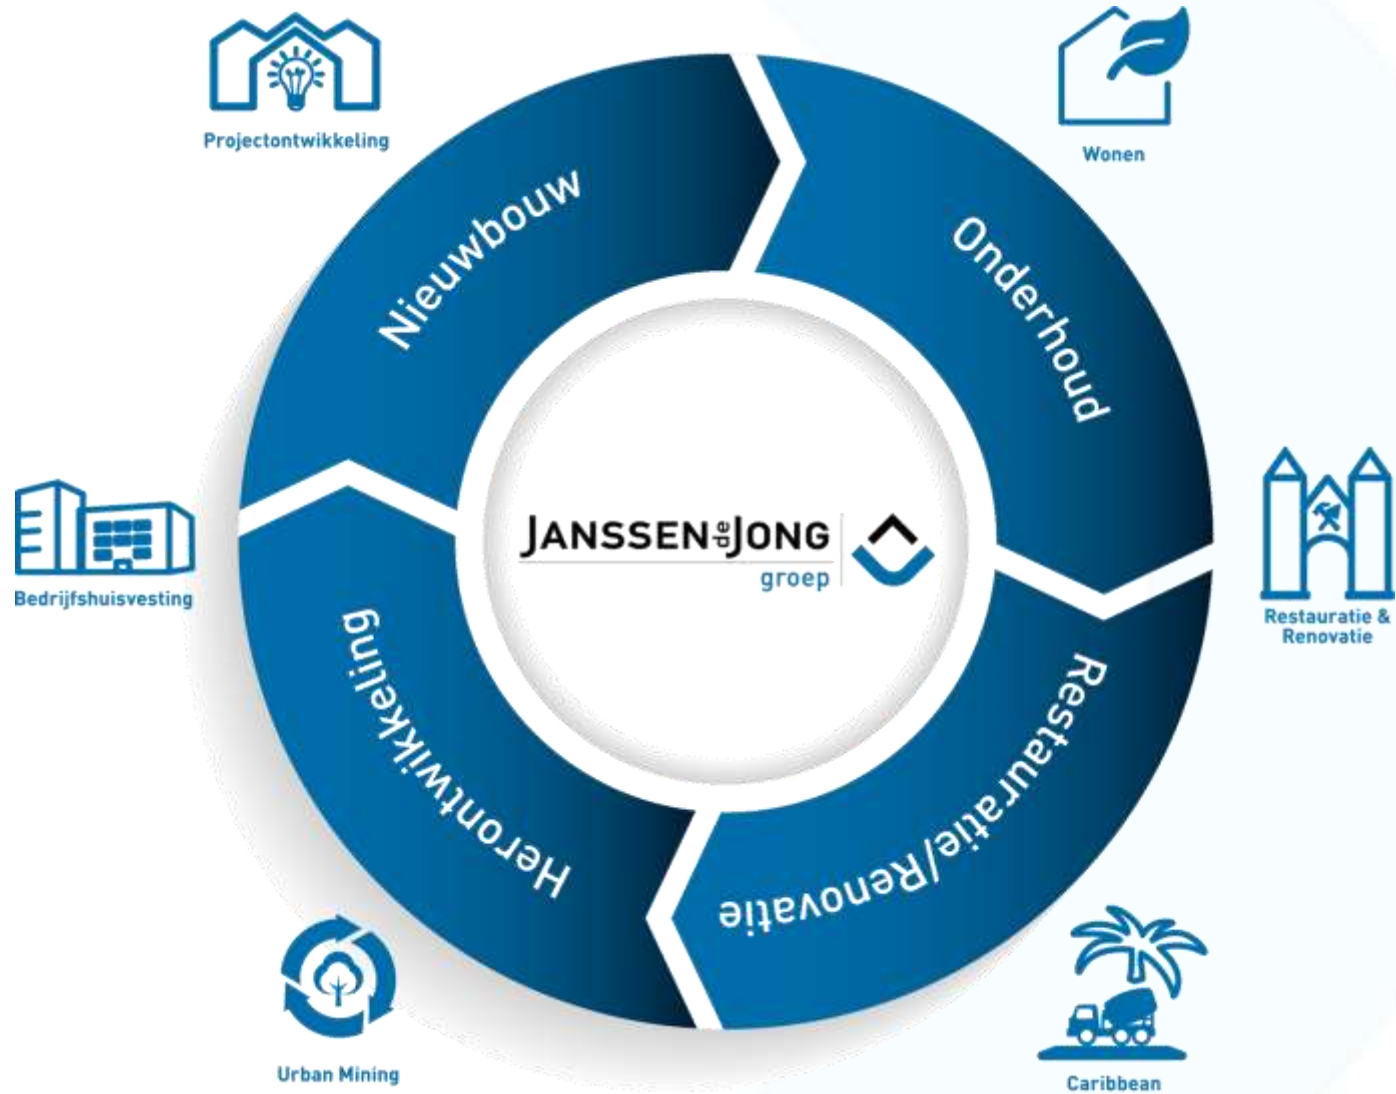 Projectontwikkeling
Wonen
Nieuwbouw
Onderhoud
JANSSEN de JONG
groep
Bedrijfshuisvesting
Restauratie &
Renovatie
Herontwikkeling
Restauratie/Renovatie
Urban Mining
Caribbean